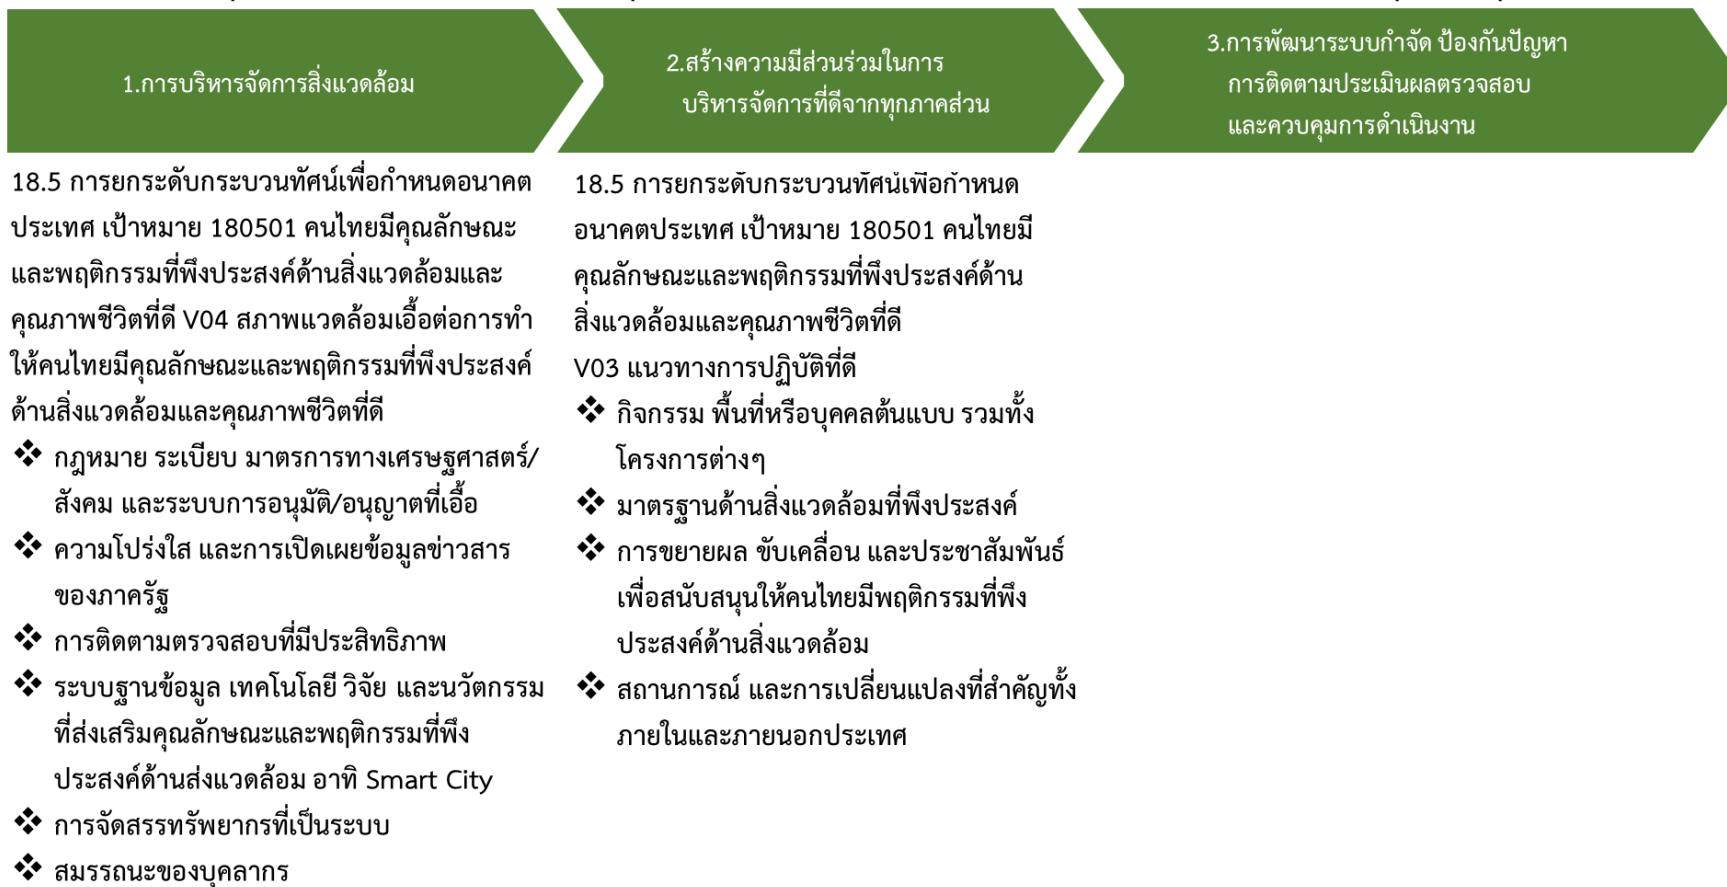 1.การบริหารจัดการสิ่งแวดล้อม
2.สร้างความมีส่วนร่วมในการ
บริหารจัดการที่ดีจากทุกภาคส่วน
3.การพัฒนาระบบกำจัด ป้องกันปัญหา
การติดตามประเมินผลตรวจสอบ
และควบคุมการดำเนินงาน
18.5 การยกระดับกระบวนทัศน์เพื่อกำหนดอนาคต
ประเทศ เป้าหมาย 180501 คนไทยมีคุณลักษณะ
และพฤติกรรมที่พึงประสงค์ด้านสิ่งแวดล้อมและ
คุณภาพชีวิตที่ดี V04 สภาพแวดล้อมเอื้อต่อการทำ
ให้คนไทยมีคุณลักษณะและพฤติกรรมที่พึงประสงค์
ด้านสิ่งแวดล้อมและคุณภาพชีวิตที่ดี
❖ กฎหมาย ระเบียบ มาตรการทางเศรษฐศาสตร์/
สังคม และระบบการอนุมัติ/อนุญาตที่เอื้อ
❖ ความโปร่งใส และการเปิดเผยข้อมูลข่าวสาร
ของภาครัฐ
❖ การติดตามตรวจสอบที่มีประสิทธิภาพ
❖ ระบบฐานข้อมูล เทคโนโลยี วิจัย และนวัตกรรม
ที่ส่งเสริมคุณลักษณะและพฤติกรรมที่พึง
ประสงค์ด้านส่งแวดล้อม อาทิ Smart City
❖ การจัดสรรทรัพยากรที่เป็นระบบ
❖ สมรรถนะของบุคลากร
18.5 การยกระดับกระบวนทัศน์เพื่อกำหนด
อนาคตประเทศ เป้าหมาย 180501 คนไทยมี
คุณลักษณะและพฤติกรรมที่พึงประสงค์ด้าน
สิ่งแวดล้อมและคุณภาพชีวิตที่ดี
V03 แนวทางการปฏิบัติที่ดี
❖ กิจกรรม พื้นที่หรือบุคคลต้นแบบ รวมทั้ง
โครงการต่างๆ
❖ มาตรฐานด้านสิ่งแวดล้อมที่พึงประสงค์
❖ การขยายผล ขับเคลื่อน และประชาสัมพันธ์
เพื่อสนับสนุนให้คนไทยมีพฤติกรรมที่พึง
ประสงค์ด้านสิ่งแวดล้อม
❖ สถานการณ์ และการเปลี่ยนแปลงที่สำคัญทั้ง
ภายในและภายนอกประเทศ